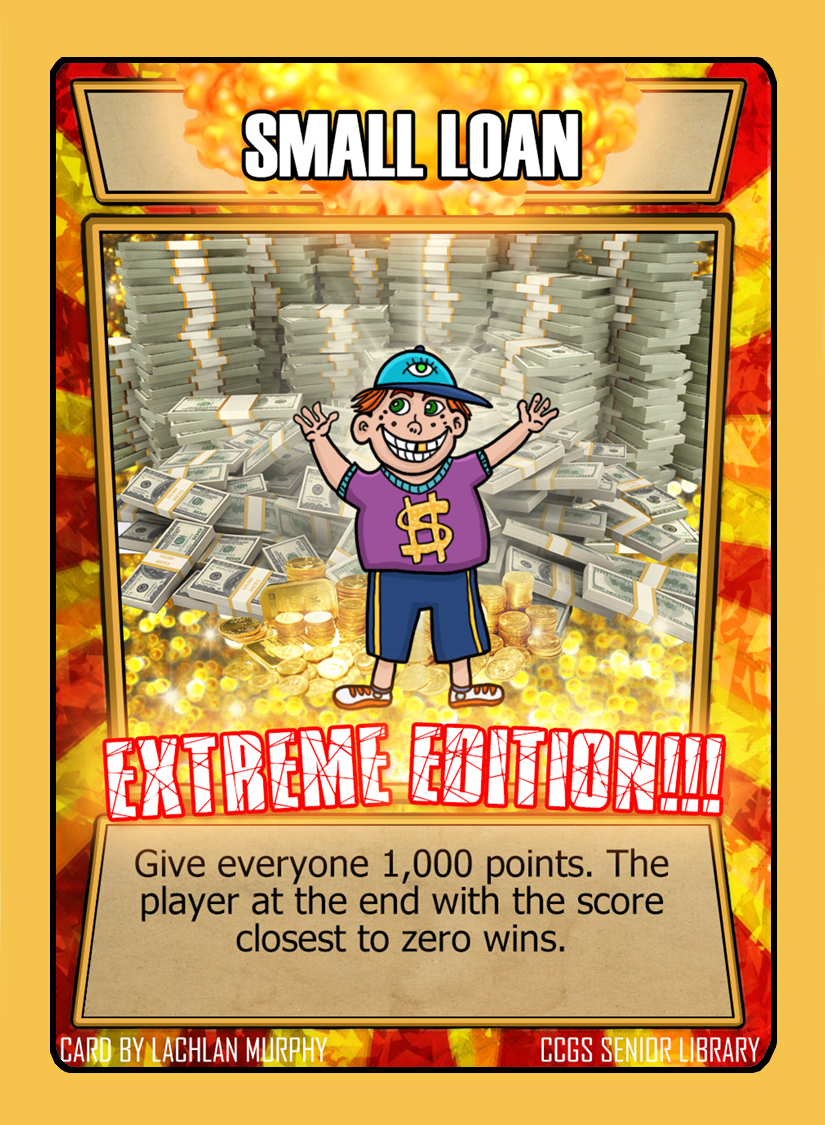 SMALL LOAN
$
EXTREME EDITION!!!
Give everyone 1,000 points. The
player at the end with the score
closest to zero wins.
CARD BY LACHLAN MURPHY
CCGS SENIOR LIBRARY